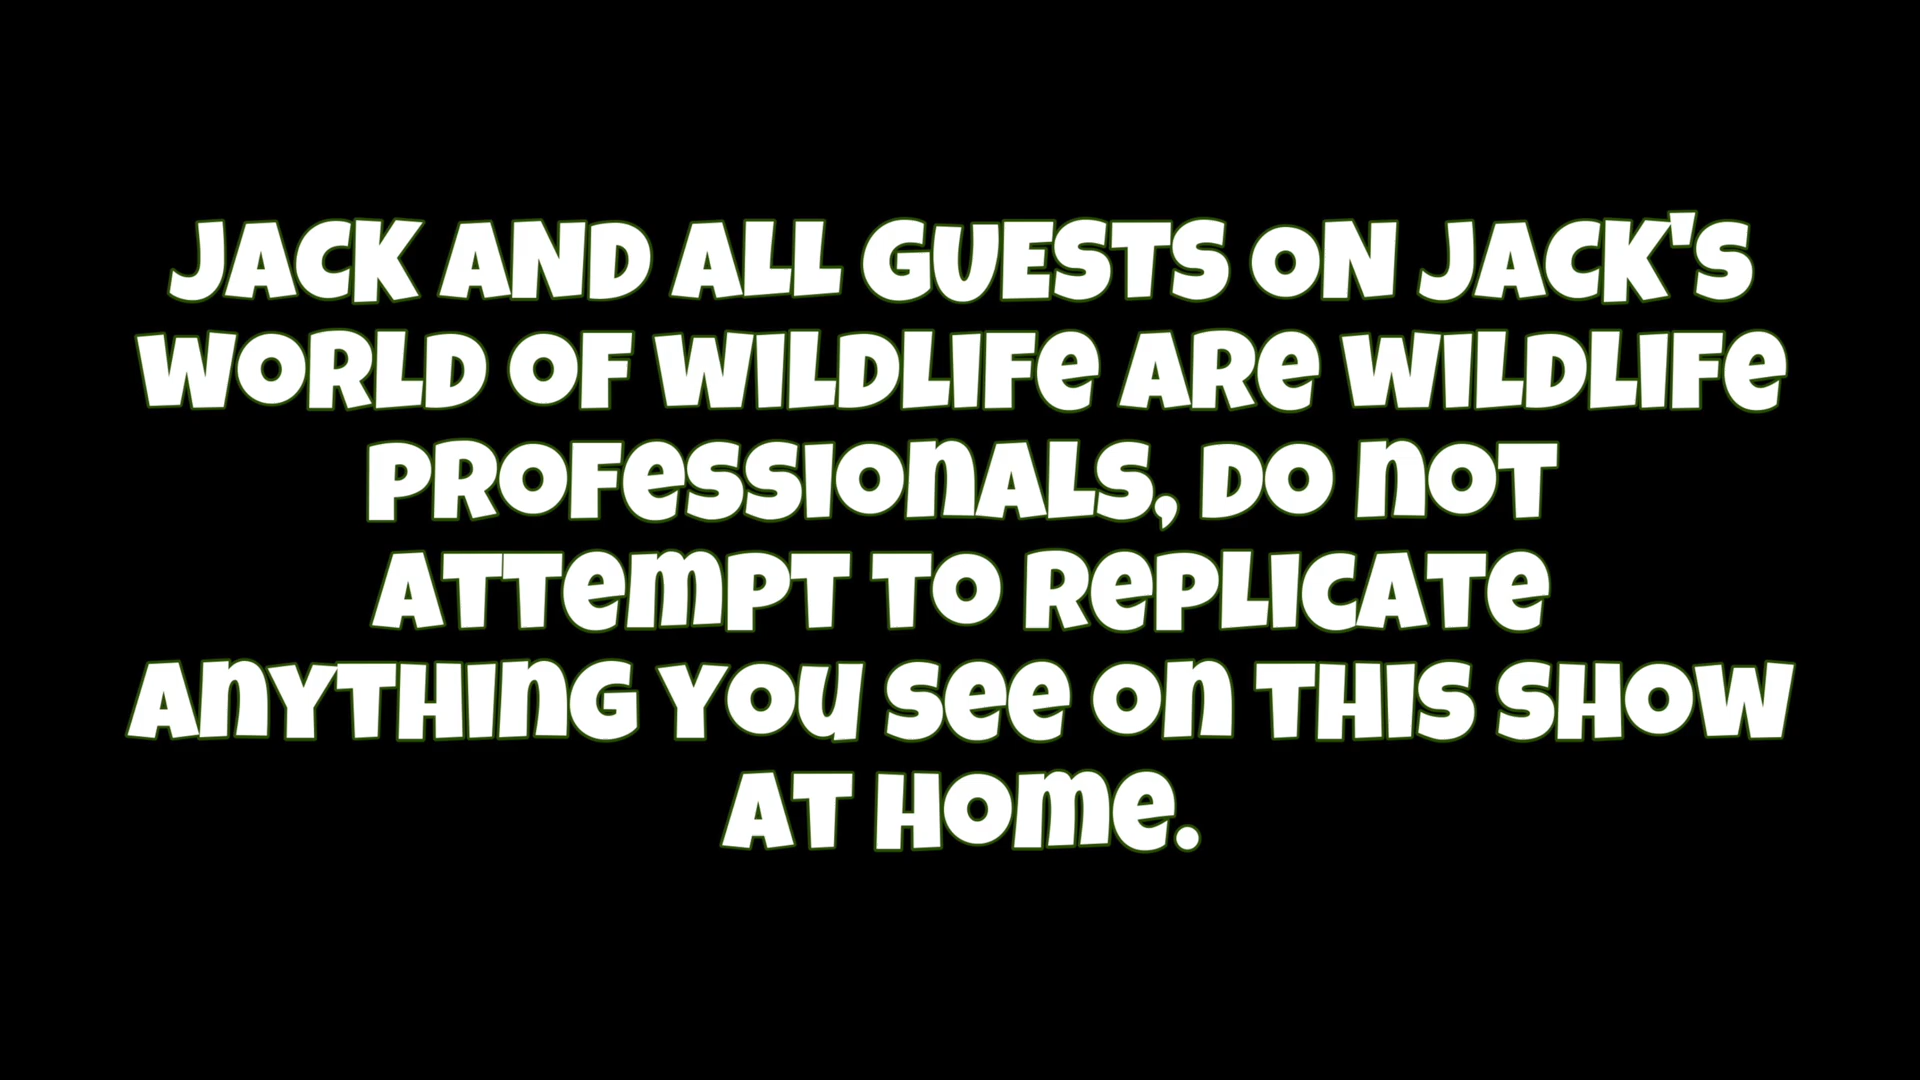 JACK AND ALL GUESTS ON JACK'S
WORLD OF WILDLIFe ARe WILDLIFe
PROFeSSIOnALS, DO nOT
ATTemPT TO RePLICATe
AnYTHInG YOu See On THIS SHOW
AT HOme.